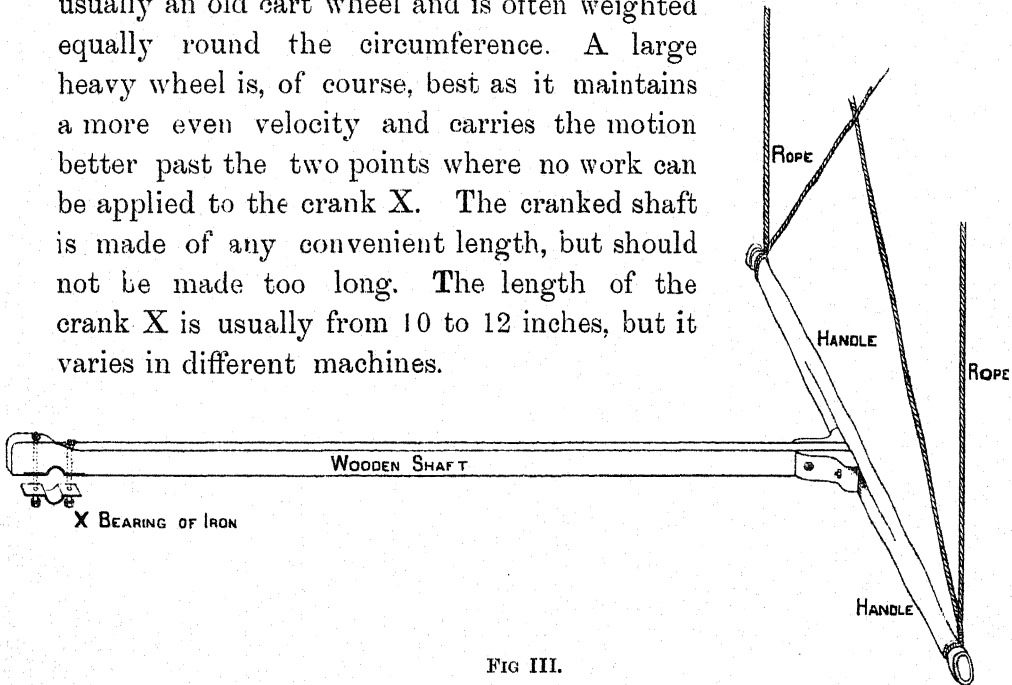 usually an old cart wheel and is often weighted
equally round the circumference. A large
heavy wheel is, of course, best as it maintains
a more even velocity and carries the motion
better past the two points where no work can
be applied to the crank X. The cranked shaft
is made of any convenient length, but should
not be made too long. The length of the
crank X is usually from 10 to 12 inches, but it
varies in different machines.
ROPE
HANDLE
ROPE
WOODEN SHAFT
X BEARING OF IRON
HANDLE
FIG III.